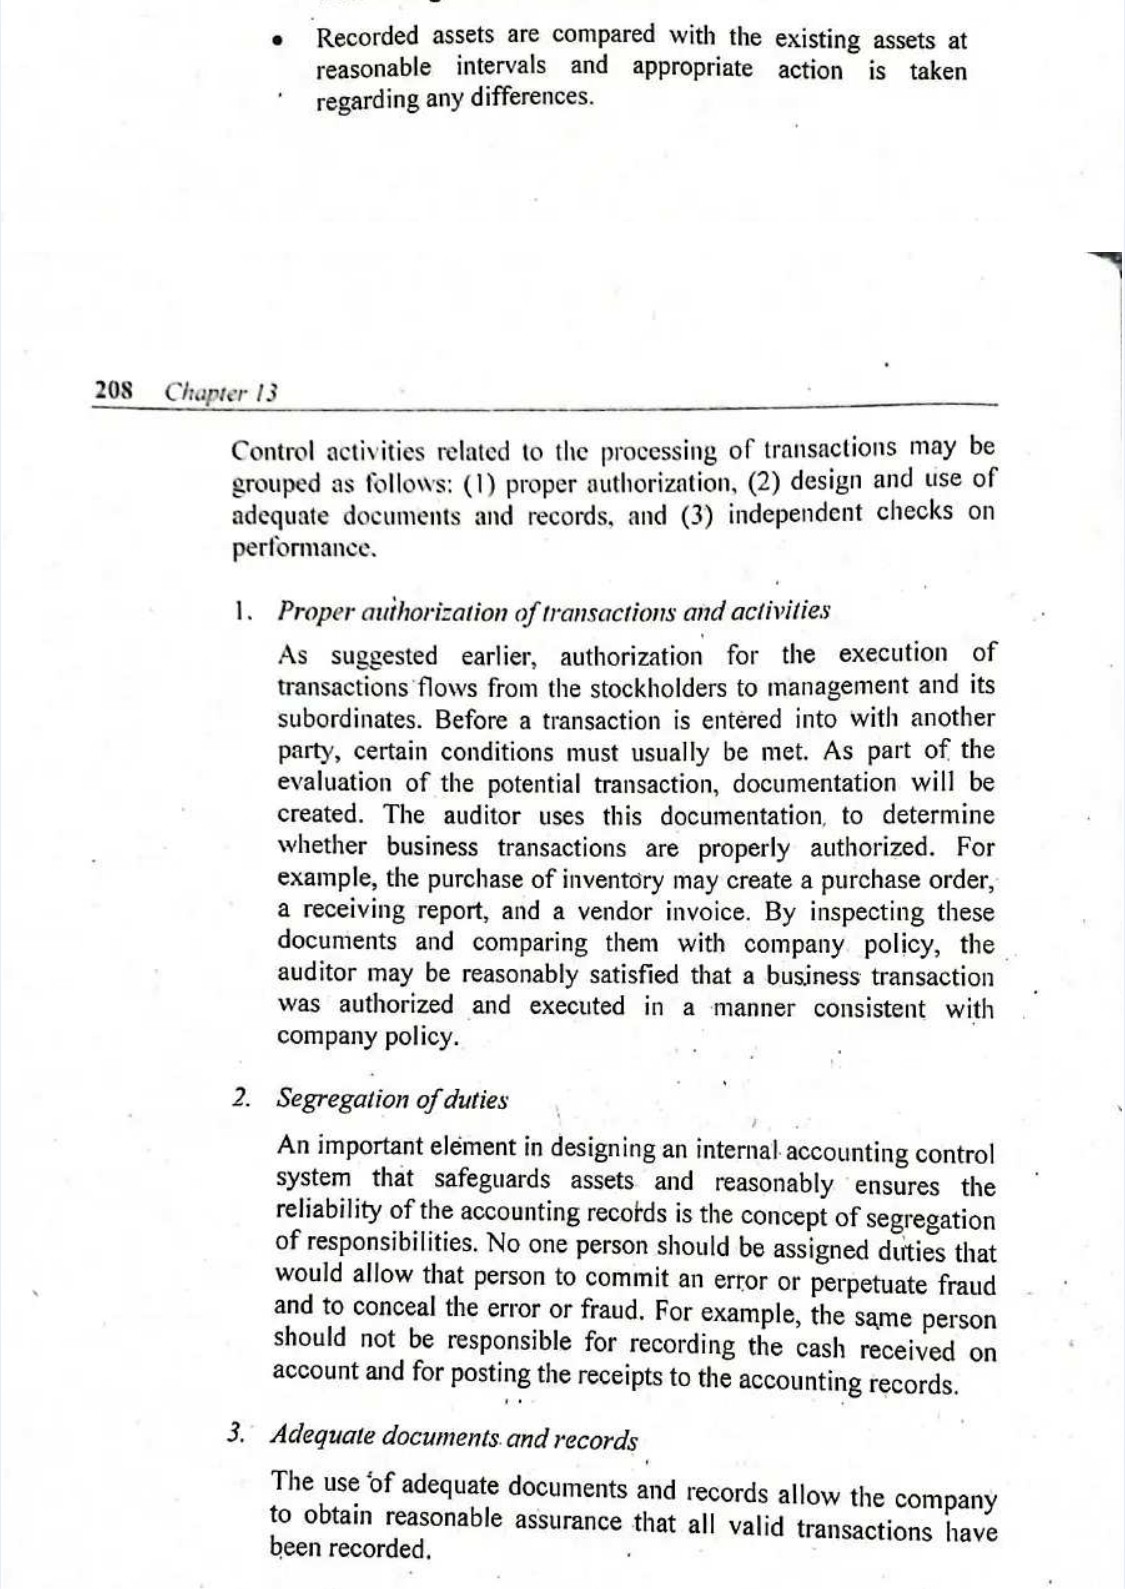 • Recorded assets are compared with the existing assets at
reasonable intervals and appropriate action is taken
regarding any differences.
208 Chapter 13
Control activities related to the processing of transactions may be
grouped as follows: (1) proper authorization, (2) design and use of
adequate documents and records, and (3) independent checks on
performance.
1. Proper authorization of transactions and activities
As suggested earlier, authorization for the execution of
transactions flows from the stockholders to management and its
subordinates. Before a transaction is entered into with another
party, certain conditions must usually be met. As part of the
evaluation of the potential transaction, documentation will be
created. The auditor uses this documentation, to determine
whether business transactions are properly authorized. For
example, the purchase of inventory may create a purchase order,
a receiving report, and a vendor invoice. By inspecting these
documents and comparing them with company policy, the
auditor may be reasonably satisfied that a business transaction
was authorized and executed in a manner consistent with
company policy.
2. Segregation of duties
An important element in designing an internal accounting control
system that safeguards assets and reasonably ensures the
reliability of the accounting records is the concept of segregation
of responsibilities. No one person should be assigned duties that
would allow that person to commit an error or perpetuate fraud
and to conceal the error or fraud. For example, the same person
should not be responsible for recording the cash received on
account and for posting the receipts to the accounting records.
3. Adequate documents and records
The use of adequate documents and records allow the company
to obtain reasonable assurance that all valid transactions have
been recorded.